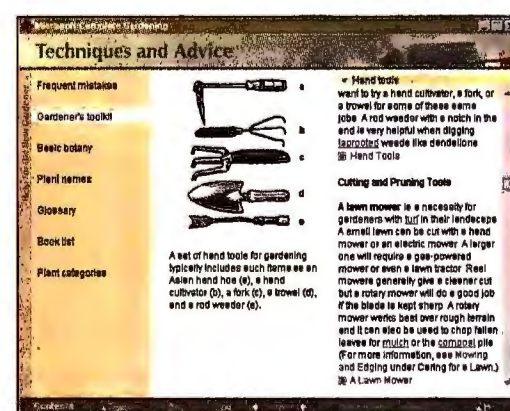 Microsoft Complete Gardening
Techniques and Advice
Frequent mistakes
Gardener's toolkit
Basic botany
Plant names
Glossary
Book list
Plant categories
a
b
c
d
e
A set of hand tools for gardening
typically includes such items as an
Asian hand hoe (a), a hand
cultivator (b), a fork (c), a trowel (d),
and a rod weeder (e).
Hand tools
want to try a hand cultivator, a fork, or
a trowel for some of these same
jobs. A rod weeder with a notch in the
end is very helpful when digging
taprooted weeds like dandelions
Hand Tools
Cutting and Pruning Tools
A lawn mower is a necessity for
gardeners with turf in their landscape
A small lawn can be cut with a hand
mower or an electric mower. A larger
one will require a gas-powered
mower or even a lawn tractor. Reel
mowers generally give a cleaner cut
but a rotary mower will do a good job
if the blade is kept sharp. A rotary
mower works best over rough terrain
and it can also be used to chop fallen
leaves for mulch or the compost pile
(For more information, see Mowing
and Edging under Caring for a Lawn.)
A Lawn Mower
Contents